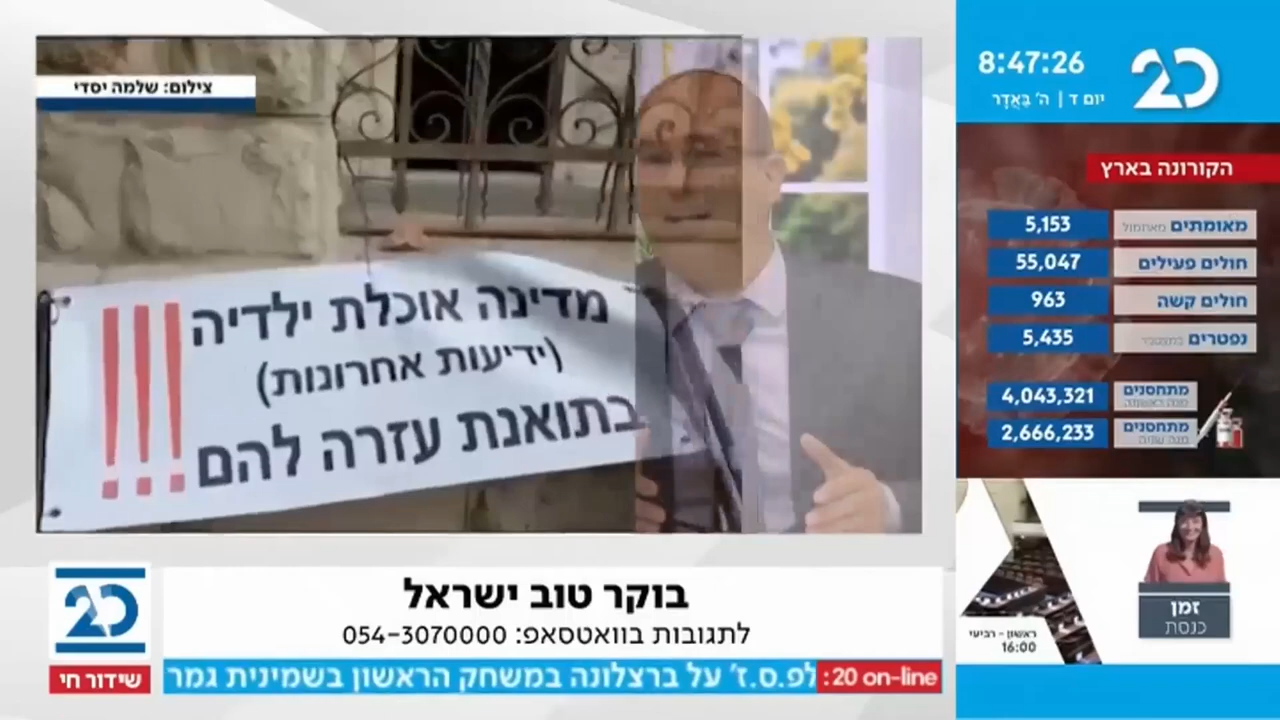 צילום: שלמה יסדי
מדינה אוכלת ילדיה
(ידיעות אחרונות)
בתואנת עזרה להם
!!!
8:47:26
20
יום ד | ה' בַּאֲדָר
הקורונה בארץ
מאומתים מאתמול 5,153
חולים פעילים 55,047
חולים קשה 963
נפטרים 5,435
מתחסנים 4,043,321
מתחסנים 2,666,233
זמן
כנסת
ראשון - רביעי
16:00
20
בוקר טוב ישראל
לתגובות בוואטסאפ: 054-3070000
שידור חי
20 on-line:
לפ.ס.ז' על ברצלונה במשחק הראשון בשמינית גמר